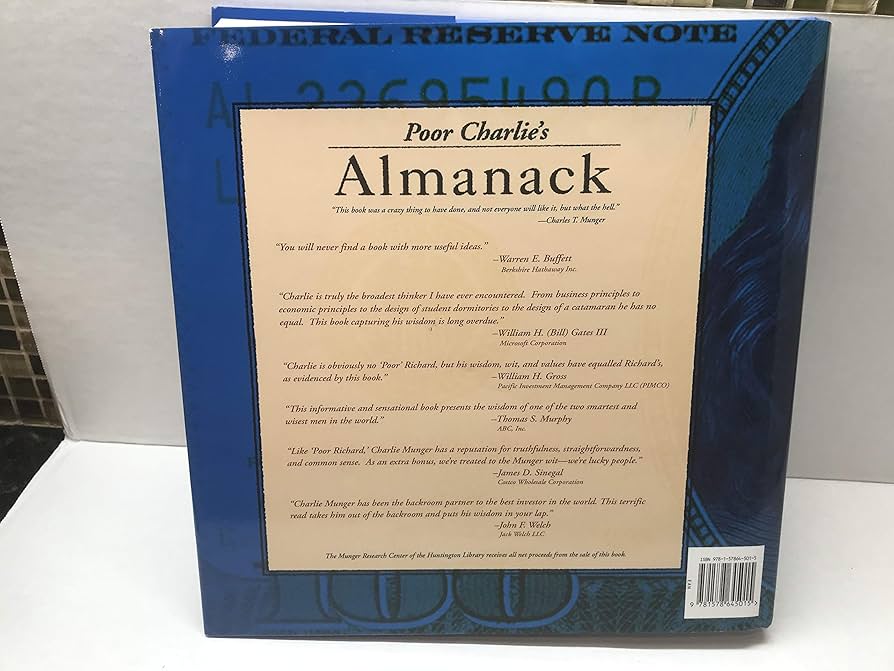 FEDERAL RESERVE NOTE
Poor Charlie's
Almanack
"This book was a crazy thing to have done, and not everyone will like it, but what the hell."
—Charles T. Munger
"You will never find a book with more useful ideas."
–Warren E. Buffett
Berkshire Hathaway Inc.
"Charlie is truly the broadest thinker I have ever encountered. From business principles to
economic principles to the design of student dormitories to the design of a catamaran he has no
equal. This book capturing his wisdom is long overdue."
–William H. (Bill) Gates III
Microsoft Corporation
"Charlie is obviously no 'Poor' Richard, but his wisdom, wit, and values have equalled Richard's,
as evidenced by this book." –William H. Gross
Pacific Investment Management Company LLC (PIMCO)
"This informative and sensational book presents the wisdom of one of the two smartest and
wisest men in the world." –Thomas S. Murphy
ABC, Inc.
"Like 'Poor Richard,' Charlie Munger has a reputation for truthfulness, straightforwardness,
and common sense. As an extra bonus, we're treated to the Munger wit—we're lucky people."
–James D. Sinegal
Costco Wholesale Corporation
"Charlie Munger has been the backroom partner to the best investor in the world. This terrific
read takes him out of the backroom and puts his wisdom in your lap."
–John F. Welch
Jack Welch LLC
The Munger Research Center of the Huntington Library receives all net proceeds from the sale of this book.
ISBN 978-1-57864-501-5
EAN
9 781578 645015 >
100